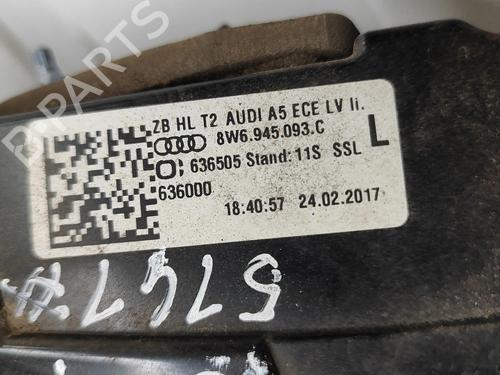 ZB HL T2 AUDI A5 ECE LV li.
8W6.945.093.C
L
636505 Stand: 11S SSL
636000
18:40:57 24.02.2017